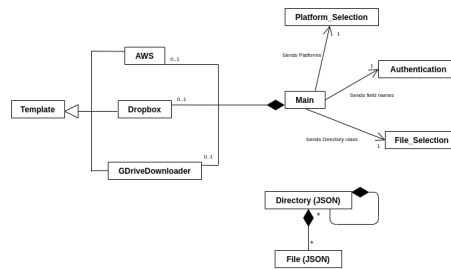 Platform_Selection
1
Sends Platforms
AWS
0..1
1
Authentication
Template
Dropbox
0..1
Main
Sends field names
Sends Directory class
1
File_Selection
0..1
GDriveDownloader
Directory (JSON)
*
*
File (JSON)